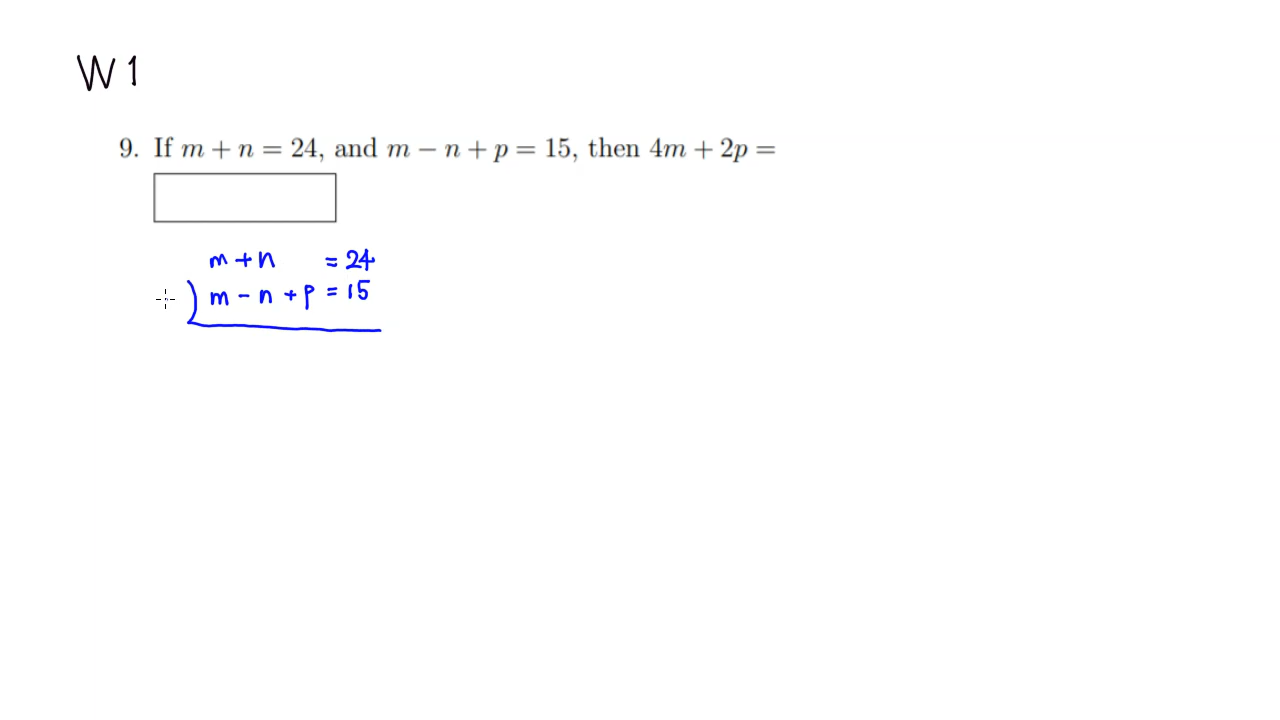 W 1
9. If m + n = 24, and m − n + p = 15, then 4m + 2p =
m + n = 24
) m - n + p = 15